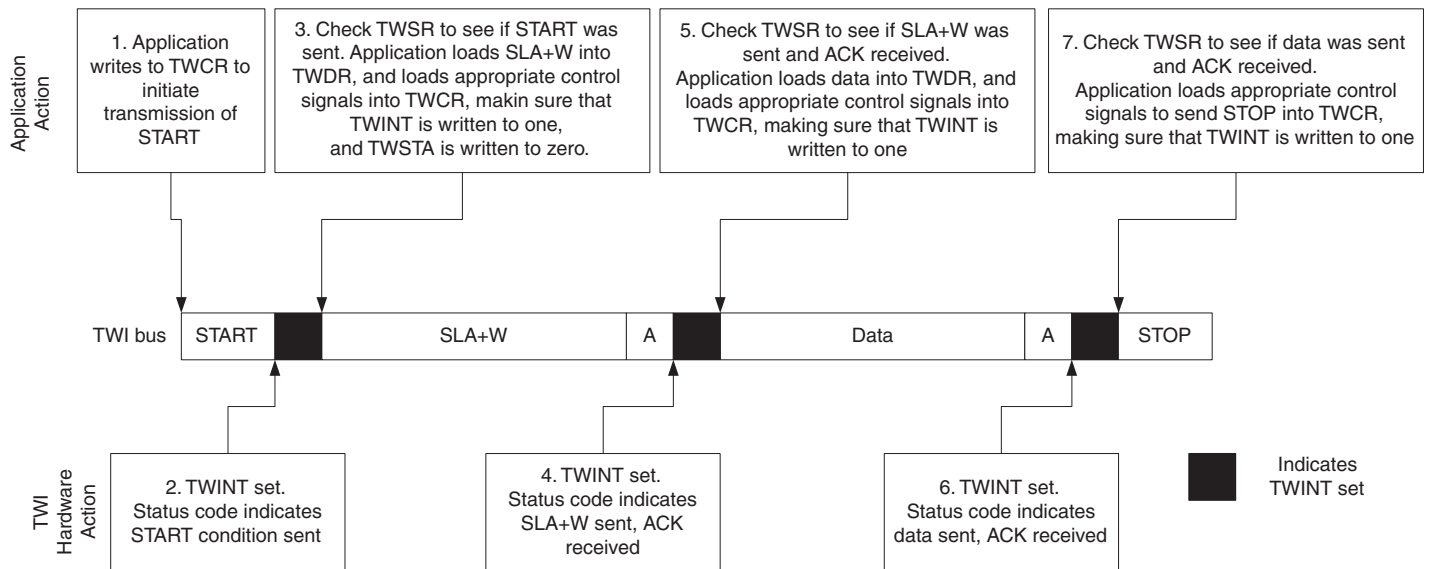 Application
Action
1. Application
writes to TWCR to
initiate
transmission of
START
3. Check TWSR to see if START was
sent. Application loads SLA+W into
TWDR, and loads appropriate control
signals into TWCR, makin sure that
TWINT is written to one,
and TWSTA is written to zero.
5. Check TWSR to see if SLA+W was
sent and ACK received.
Application loads data into TWDR, and
loads appropriate control signals into
TWCR, making sure that TWINT is
written to one
7. Check TWSR to see if data was sent
and ACK received.
Application loads appropriate control
signals to send STOP into TWCR,
making sure that TWINT is written to one
TWI bus
START
SLA+W
A
Data
A
STOP
TWI
Hardware
Action
2. TWINT set.
Status code indicates
START condition sent
4. TWINT set.
Status code indicates
SLA+W sent, ACK
received
6. TWINT set.
Status code indicates
data sent, ACK received
Indicates
TWINT set